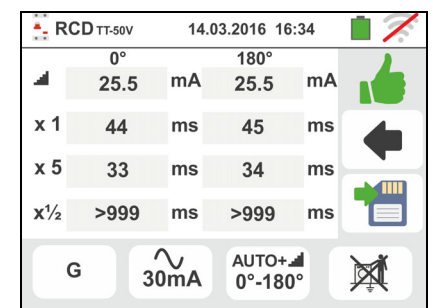 RCD TT-50V 14.03.2016 16:34
0° 180°
25.5 mA 25.5 mA
x 1 44 ms 45 ms
x 5 33 ms 34 ms
x½ >999 ms >999 ms
G 30mA AUTO+ 0°-180°